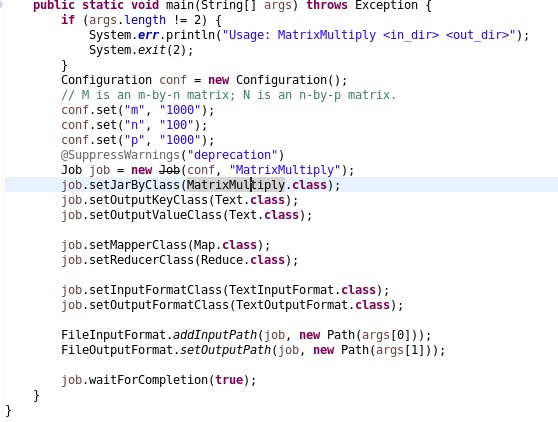 public static void main(String[] args) throws Exception {
if (args.length != 2) {
System.err.println("Usage: MatrixMultiply <in_dir> <out_dir>");
System.exit(2);
}
Configuration conf = new Configuration();
// M is an m-by-n matrix; N is an n-by-p matrix.
conf.set("m", "1000");
conf.set("n", "100");
conf.set("p", "1000");
@SuppressWarnings("deprecation")
Job job = new Job(conf, "MatrixMultiply");
job.setJarByClass(MatrixMultiply.class);
job.setOutputKeyClass(Text.class);
job.setOutputValueClass(Text.class);
job.setMapperClass(Map.class);
job.setReducerClass(Reduce.class);
job.setInputFormatClass(TextInputFormat.class);
job.setOutputFormatClass(TextOutputFormat.class);
FileInputFormat.addInputPath(job, new Path(args[0]));
FileOutputFormat.setOutputPath(job, new Path(args[1]));
job.waitForCompletion(true);
}
}